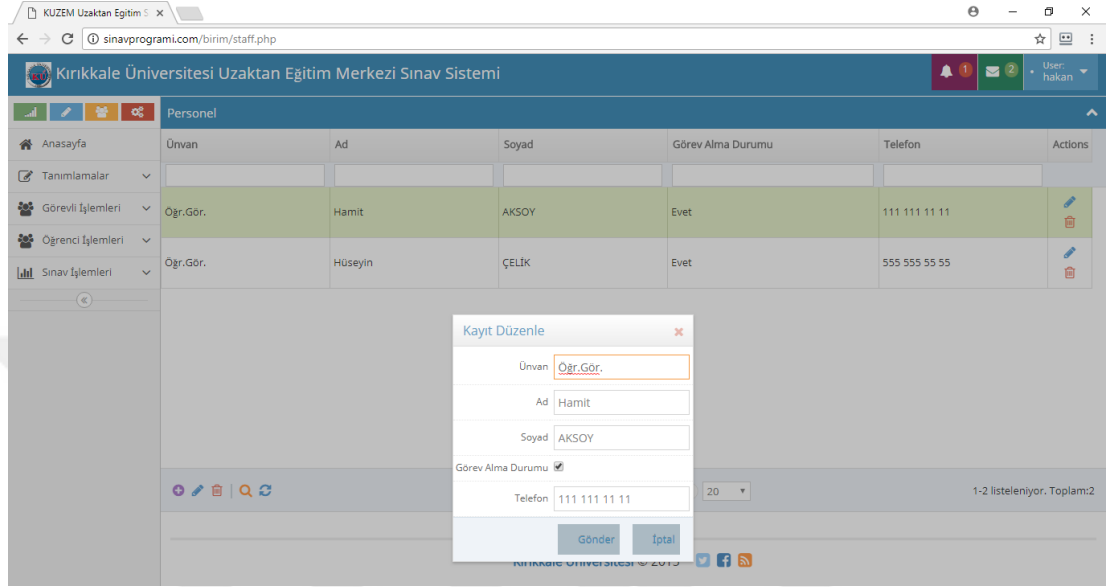 KUZEM Uzaktan Egitim S
sinavprogrami.com/birim/staff.php
Kırıkkale Üniversitesi Uzaktan Eğitim Merkezi Sınav Sistemi
1
2
User:
hakan
Personel
Anasayfa
Tanımlamalar
Görevli İşlemleri
Öğrenci İşlemleri
Sınav İşlemleri
Ünvan Ad Soyad Görev Alma Durumu Telefon Actions
Öğr.Gör. Hamit AKSOY Evet 111 111 11 11
Öğr.Gör. Hüseyin ÇELİK Evet 555 555 55 55
Kayıt Düzenle
Ünvan Öğr.Gör.
Ad Hamit
Soyad AKSOY
Görev Alma Durumu
Telefon 111 111 11 11
Gönder İptal
20
1-2 listeleniyor. Toplam:2
Kırıkkale Üniversitesi © 2015